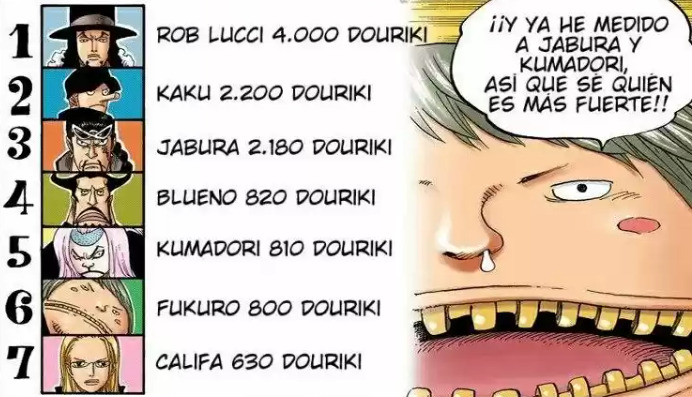 1 ROB LUCCI 4.000 DOURIKI
2 KAKU 2.200 DOURIKI
3 JABURA 2.180 DOURIKI
4 BLUENO 820 DOURIKI
5 KUMADORI 810 DOURIKI
6 FUKURO 800 DOURIKI
7 CALIFA 630 DOURIKI
¡¡Y YA HE MEDIDO
A JABURA Y
KUMADORI,
ASÍ QUE SÉ QUIÉN
ES MÁS FUERTE!!